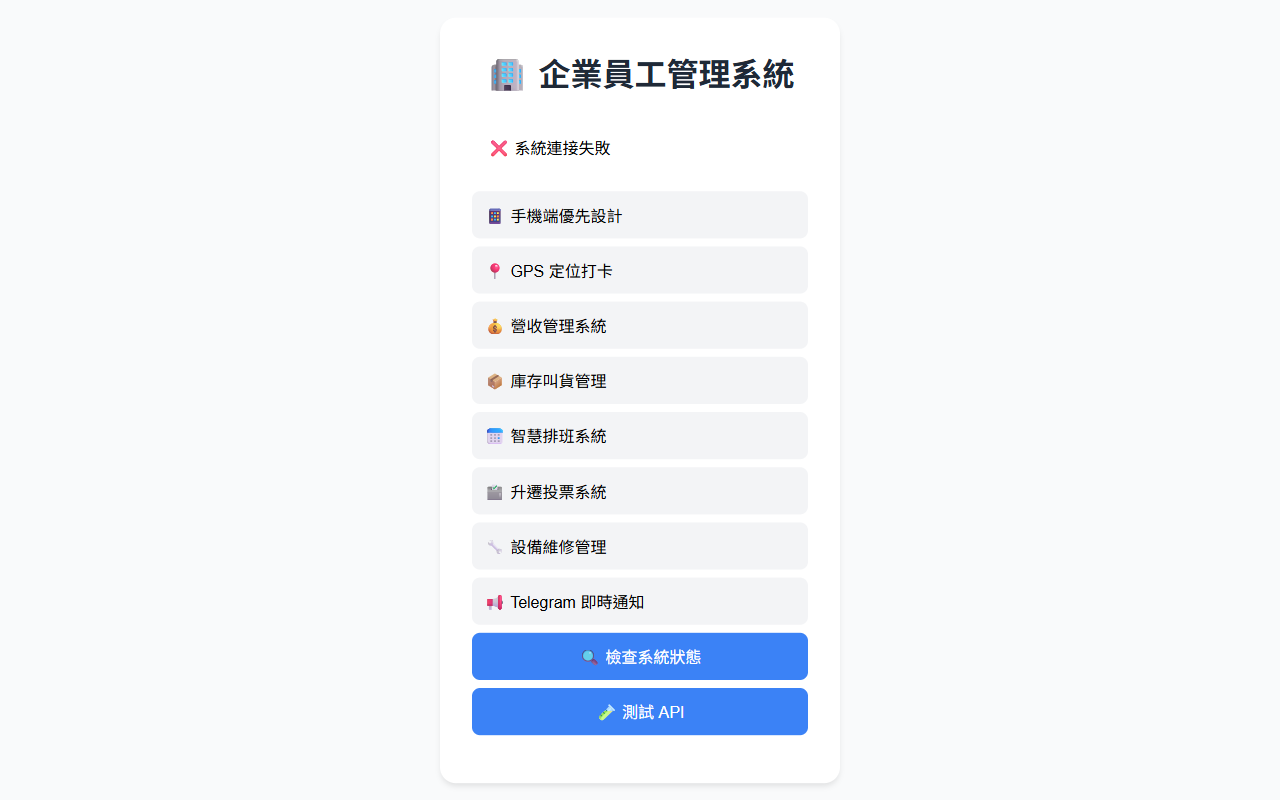 🏢 企業員工管理系統
❌ 系統連接失敗
📱 手機端優先設計
📍 GPS 定位打卡
💰 營收管理系統
📦 庫存叫貨管理
📅 智慧排班系統
🗳️ 升遷投票系統
🔧 設備維修管理
📢 Telegram 即時通知
🔍 檢查系統狀態
🧪 測試 API